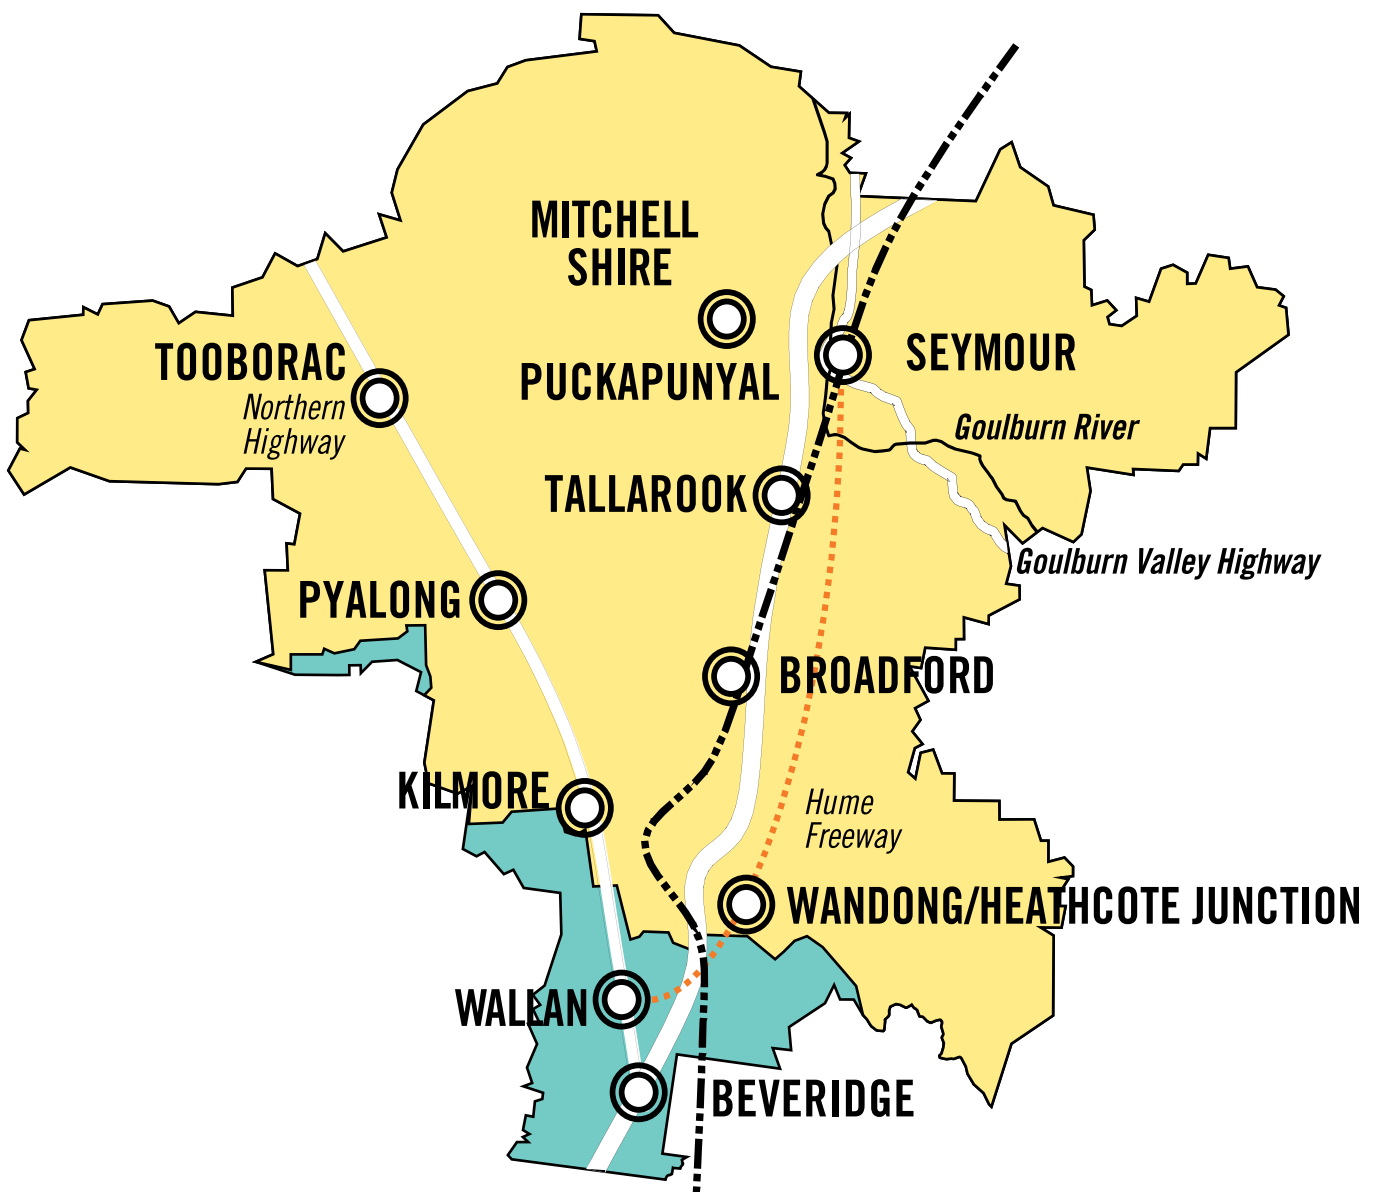 MITCHELL
SHIRE
TOOBORAC
Northern
Highway
PUCKAPUNYAL
SEYMOUR
Goulburn River
TALLAROOK
Goulburn Valley Highway
PYALONG
BROADFORD
KILMORE
Hume
Freeway
WANDONG/HEATHCOTE JUNCTION
WALLAN
BEVERIDGE